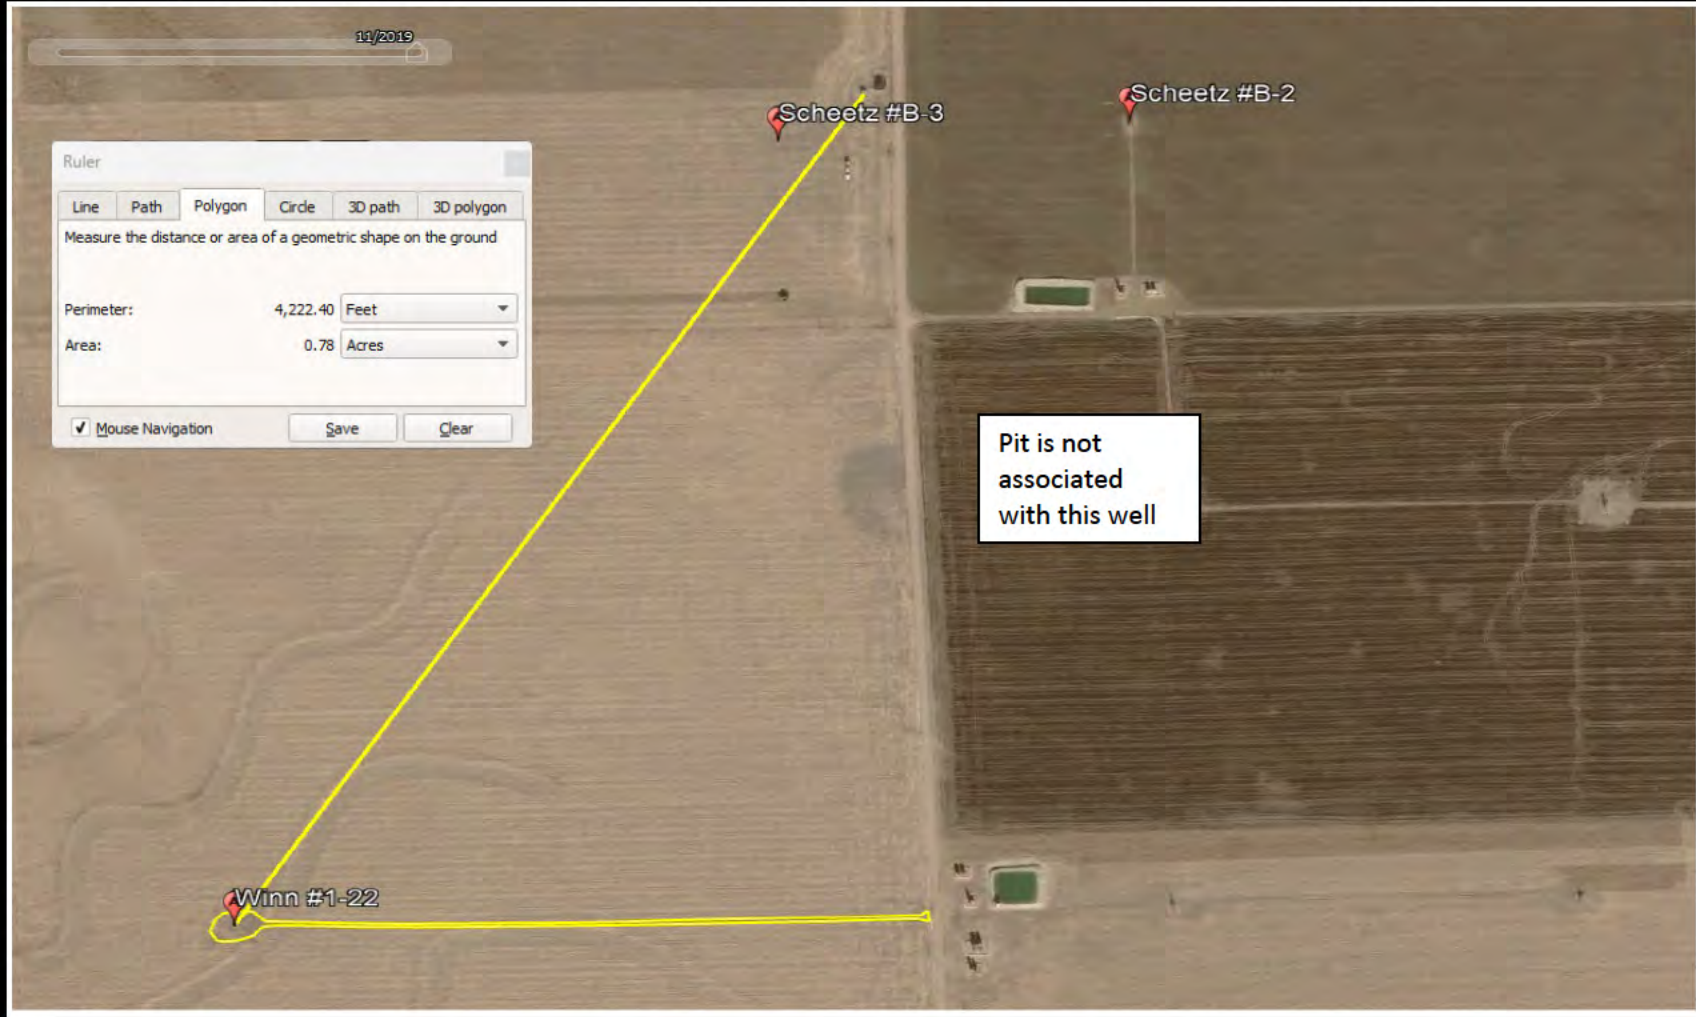 11/2019
Scheetz #B-3
Scheetz #B-2
Ruler
Line Path Polygon Circle 3D path 3D polygon
Measure the distance or area of a geometric shape on the ground
Perimeter: 4,222.40 Feet
Area: 0.78 Acres
Mouse Navigation Save Clear
Pit is not
associated
with this well
Winn #1-22